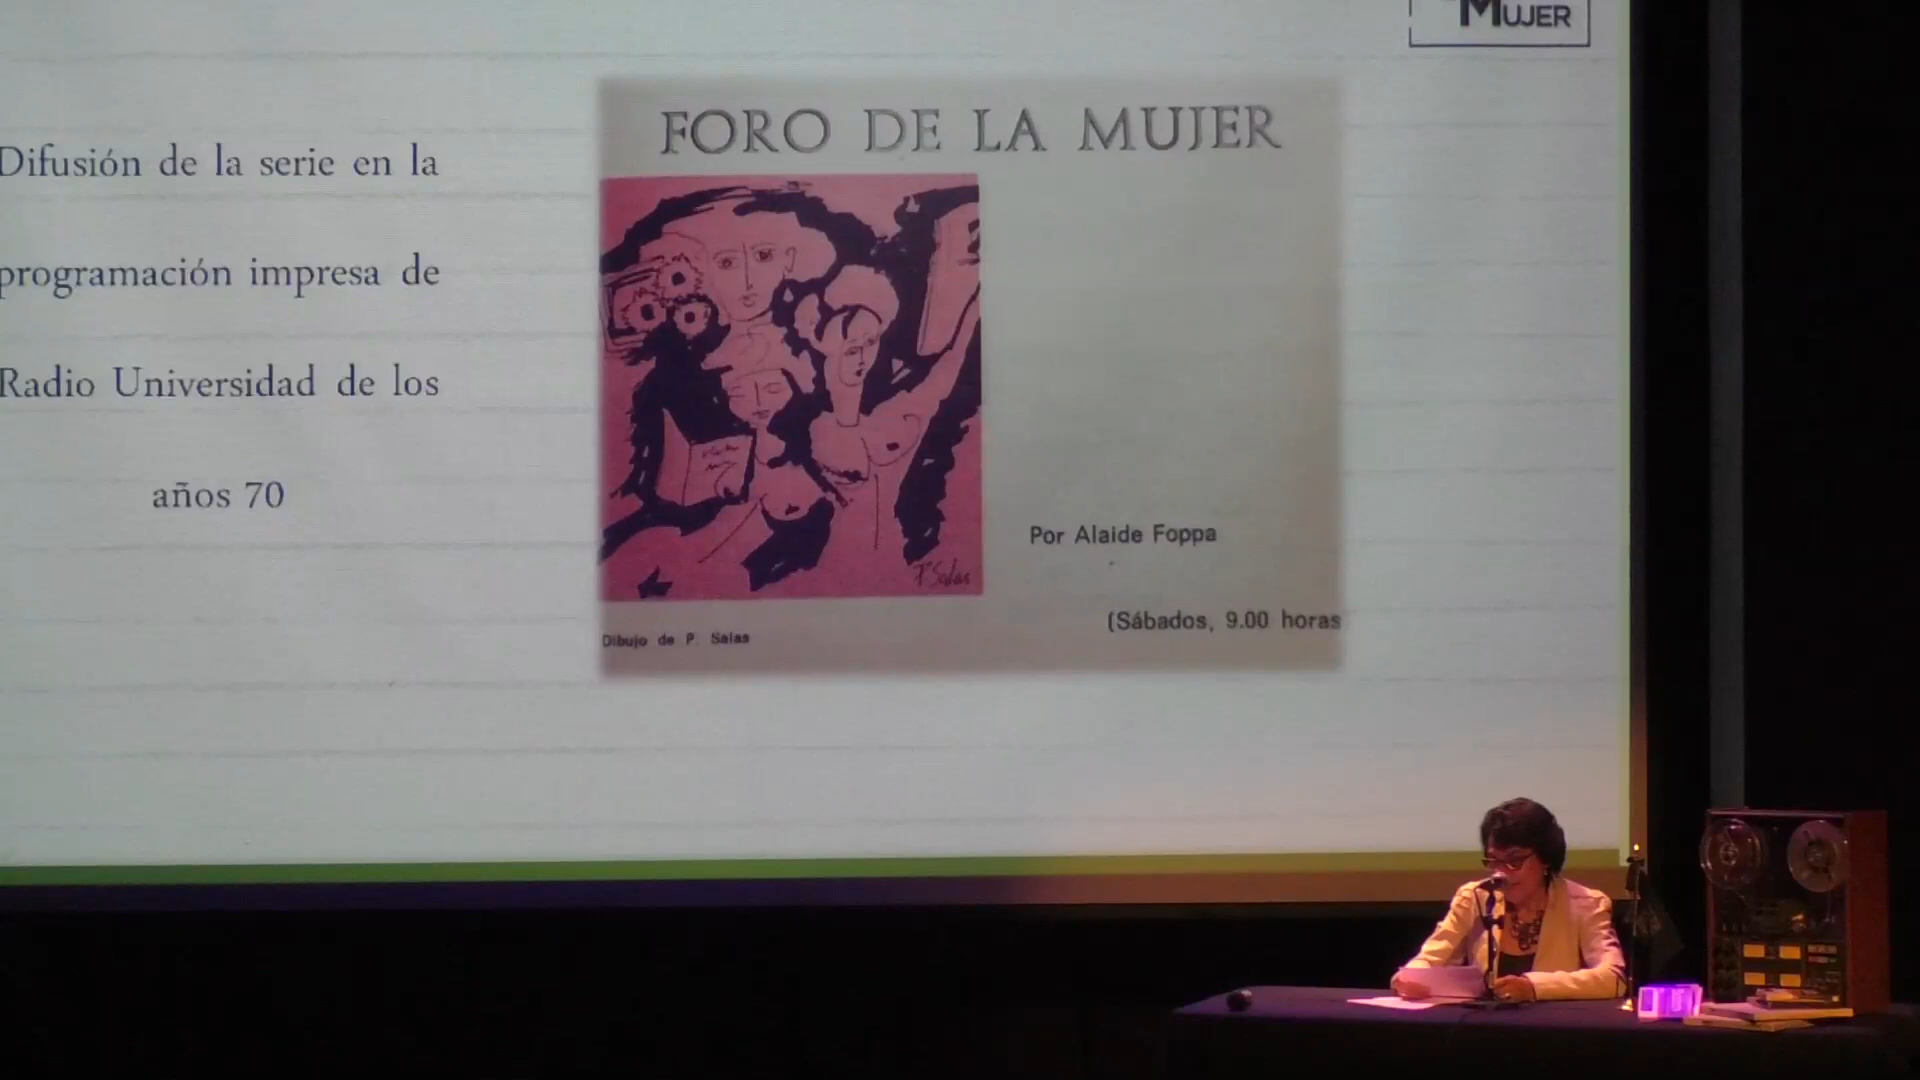 MUJER
FORO DE LA MUJER
Difusión de la serie en la
programación impresa de
Radio Universidad de los
años 70
Por Alaide Foppa
(Sábados, 9.00 horas
P. Salas
Dibujo de P. Salas